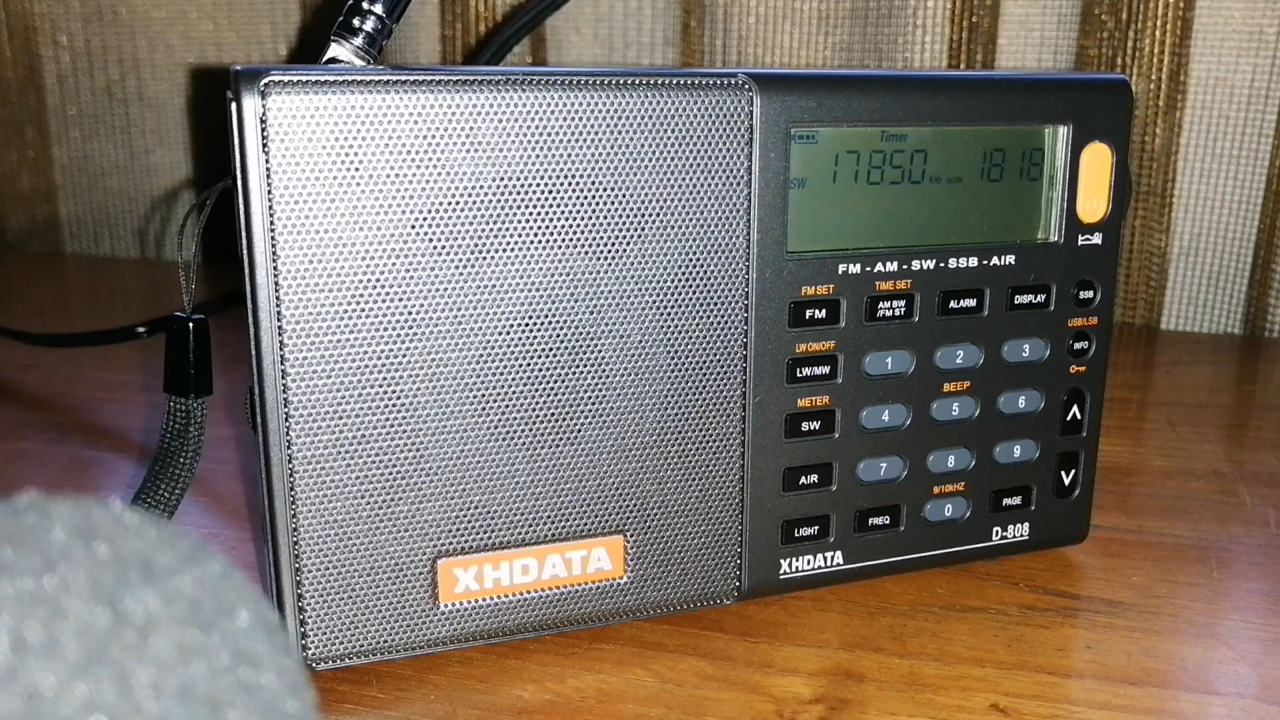 Timer
SW 17850 kHz SLOW 1818
FM - AM - SW - SSB - AIR
FM SET TIME SET
FM AM BW /FM ST ALARM DISPLAY SSB
USB/LSB
LW ON/OFF
LW/MW 1 2 3 INFO
METER BEEP
SW 4 5 6
AIR 7 8 9
9/10kHZ
LIGHT FREQ 0 PAGE
XHDATA D-808
XHDATA